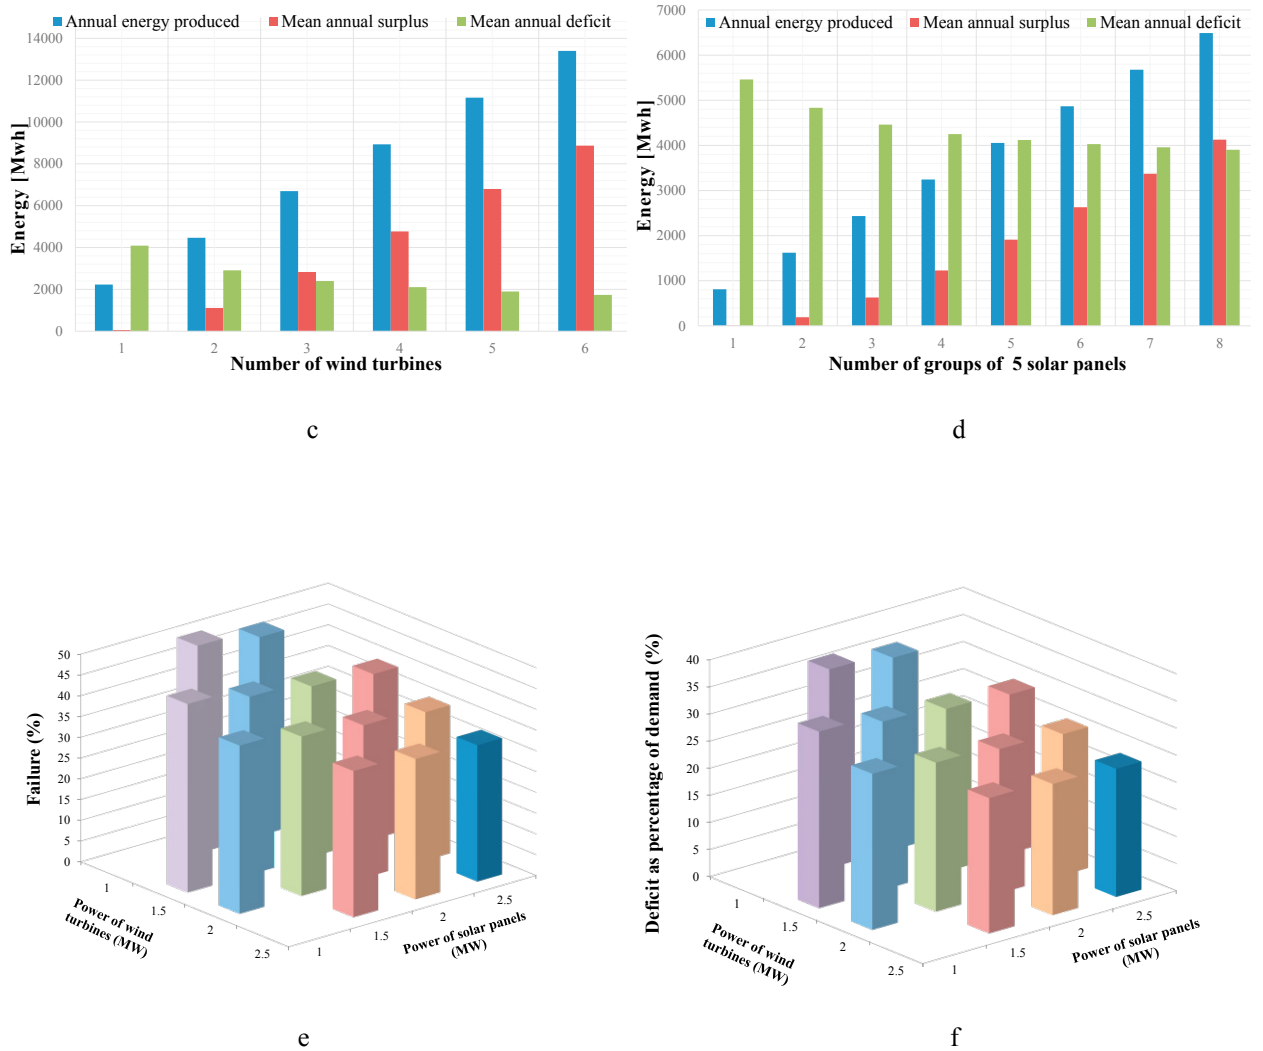 Annual energy produced Mean annual surplus Mean annual deficit
14000
12000
10000
8000
6000
4000
2000
0
Energy [Mwh]
1 2 3 4 5 6
Number of wind turbines
c
Annual energy produced Mean annual surplus Mean annual deficit
7000
6000
5000
4000
3000
2000
1000
0
Energy [Mwh]
1 2 3 4 5 6 7 8
Number of groups of 5 solar panels
d
50
45
40
35
30
25
20
15
10
5
0
Failure (%)
1
1.5
2
2.5
Power of wind
turbines (MW)
1
1.5
2
2.5
Power of solar panels
(MW)
e
40
35
30
25
20
15
10
5
0
Deficit as percentage of demand (%)
1
1.5
2
2.5
Power of wind
turbines (MW)
1
1.5
2
2.5
Power of solar panels
(MW)
f